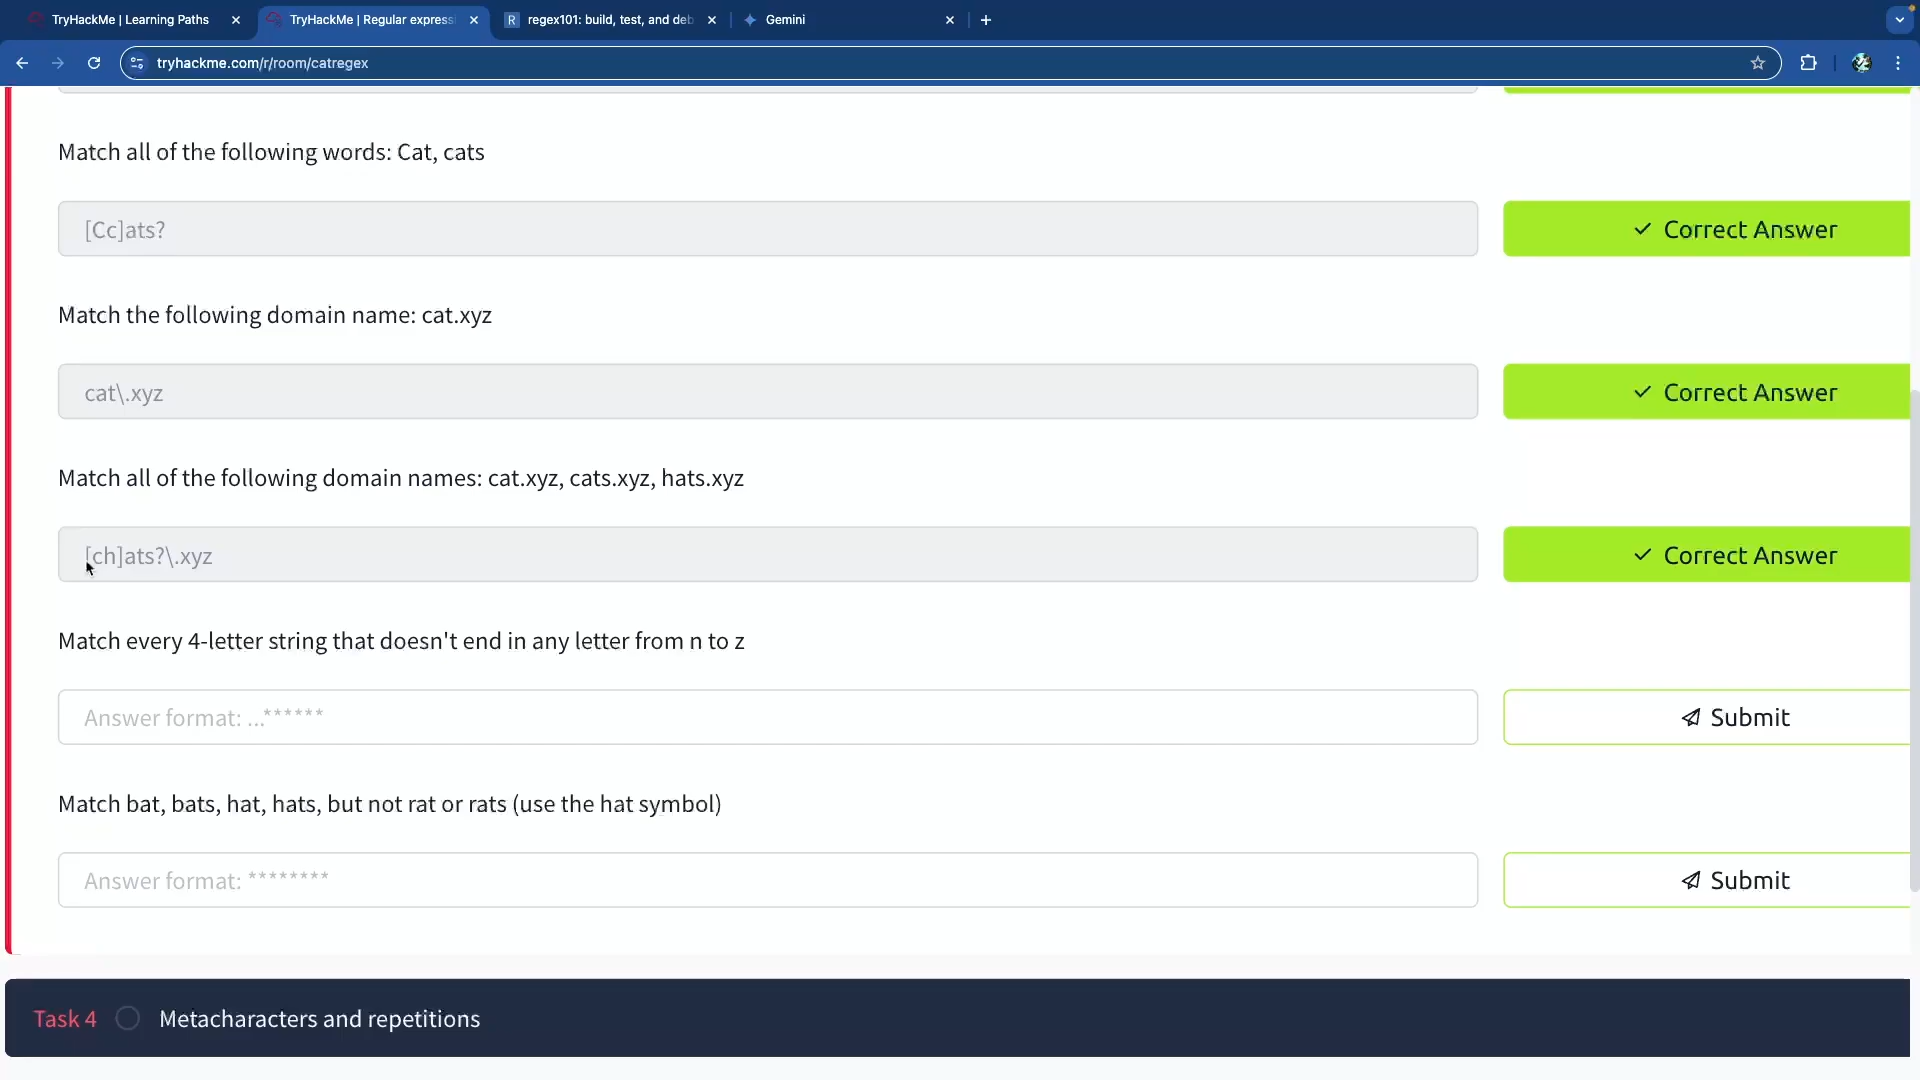 TryHackMe | Learning Paths
TryHackMe | Regular express
R regex101: build, test, and deb
Gemini
tryhackme.com/r/room/catregex
Match all of the following words: Cat, cats
[Cc]ats?
Correct Answer
Match the following domain name: cat.xyz
cat\.xyz
Correct Answer
Match all of the following domain names: cat.xyz, cats.xyz, hats.xyz
[ch]ats?\.xyz
Correct Answer
Match every 4-letter string that doesn't end in any letter from n to z
Answer format: ...******
Submit
Match bat, bats, hat, hats, but not rat or rats (use the hat symbol)
Answer format: ********
Submit
Task 4 Metacharacters and repetitions